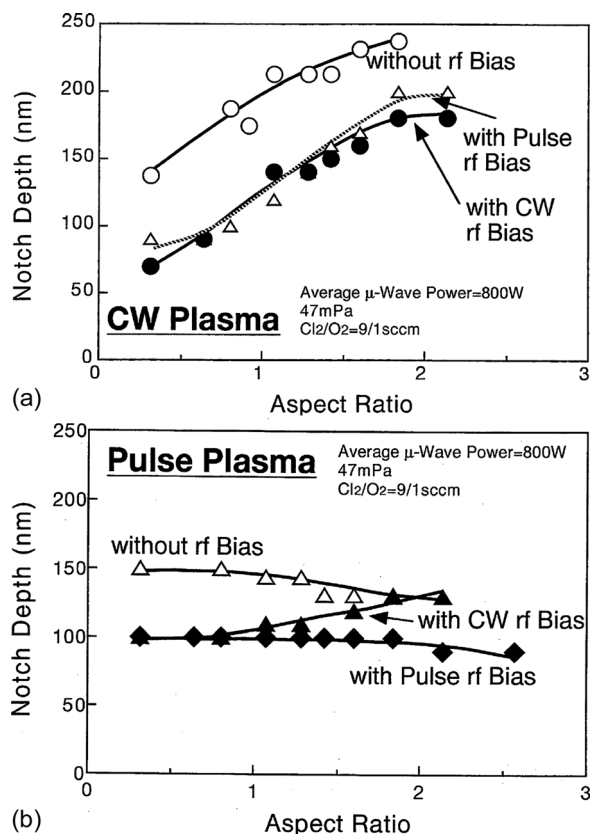 250
without rf Bias
200
with Pulse
rf Bias
150
with CW
rf Bias
100
50
Notch Depth (nm)
Average μ-Wave Power=800W
CW Plasma
47mPa
Cl2/O2=9/1sccm
0
0
1
2
3
(a)
Aspect Ratio
250
Pulse Plasma
Average μ-Wave Power=800W
47mPa
200
Cl2/O2=9/1sccm
without rf Bias
150
with CW rf Bias
100
with Pulse rf Bias
50
Notch Depth (nm)
0
0
1
2
3
(b)
Aspect Ratio